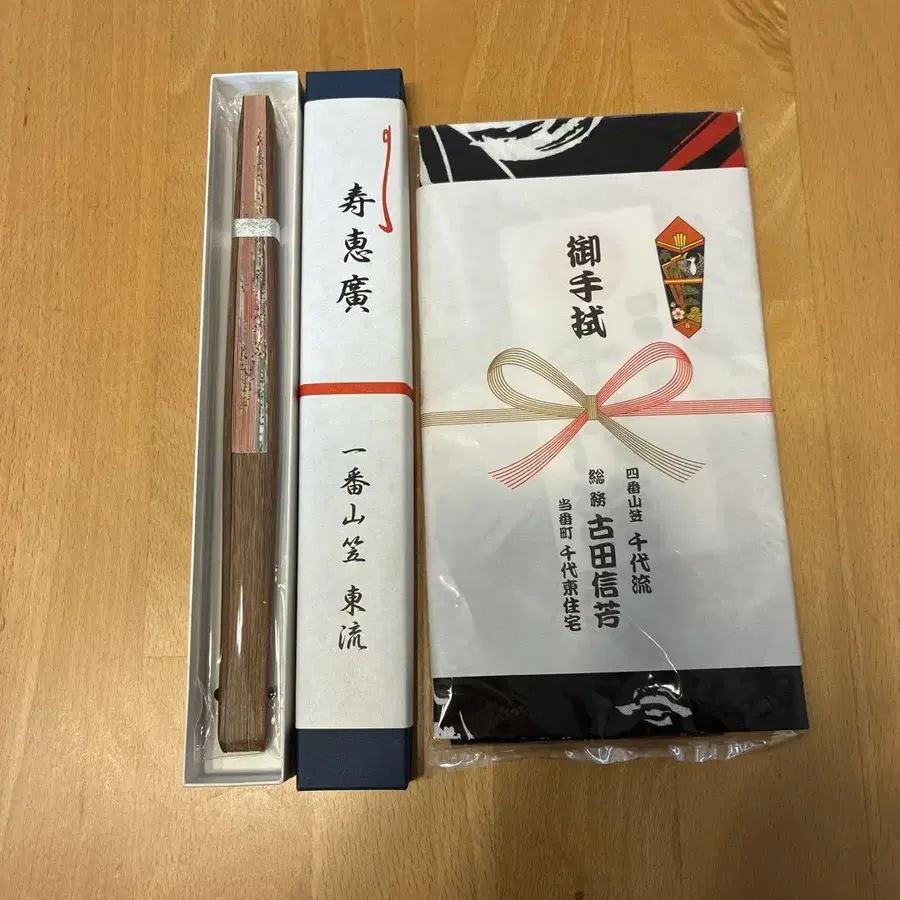 寿恵廣
一番山笠 東流
御手拭
四番山笠 千代流
総務 古田信芳
当番町 千代東住宅